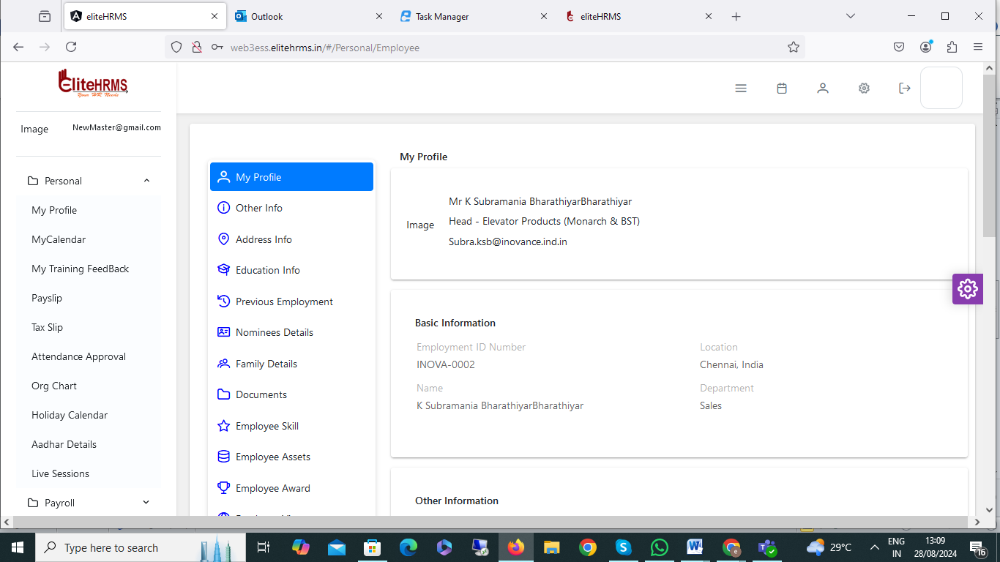 eliteHRMS
Outlook
Task Manager
eliteHRMS
web3ess.elitehrms.in/#/Personal/Employee
EliteHRMS
Your HR Needs
Image
NewMaster@gmail.com
Personal
My Profile
MyCalendar
My Training FeedBack
Payslip
Tax Slip
Attendance Approval
Org Chart
Holiday Calendar
Aadhar Details
Live Sessions
Payroll
My Profile
Other Info
Address Info
Education Info
Previous Employment
Nominees Details
Family Details
Documents
Employee Skill
Employee Assets
Employee Award
My Profile
Image
Mr K Subramania BharathiyarBharathiyar
Head - Elevator Products (Monarch & BST)
Subra.ksb@inovance.ind.in
Basic Information
Employment ID Number
INOVA-0002
Location
Chennai, India
Name
K Subramania BharathiyarBharathiyar
Department
Sales
Other Information
Type here to search
29°C
ENG
IN
13:09
28/08/2024
16